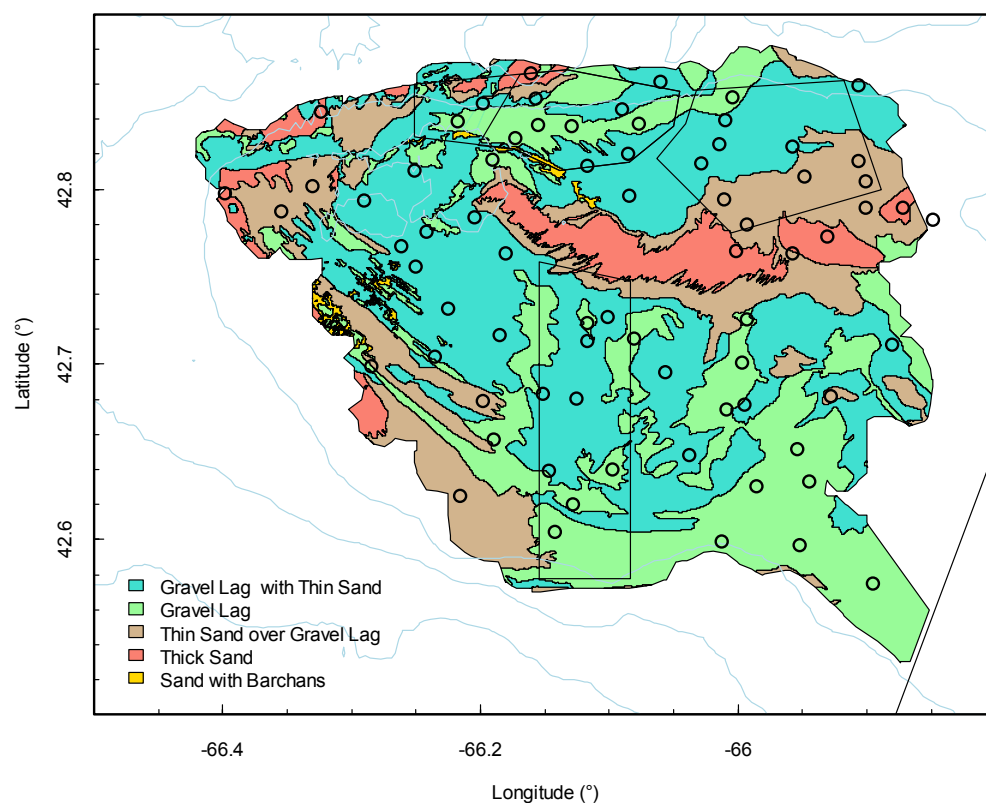 Latitude (°)
42.8
42.7
42.6
Gravel Lag with Thin Sand
Gravel Lag
Thin Sand over Gravel Lag
Thick Sand
Sand with Barchans
-66.4
-66.2
-66
Longitude (°)